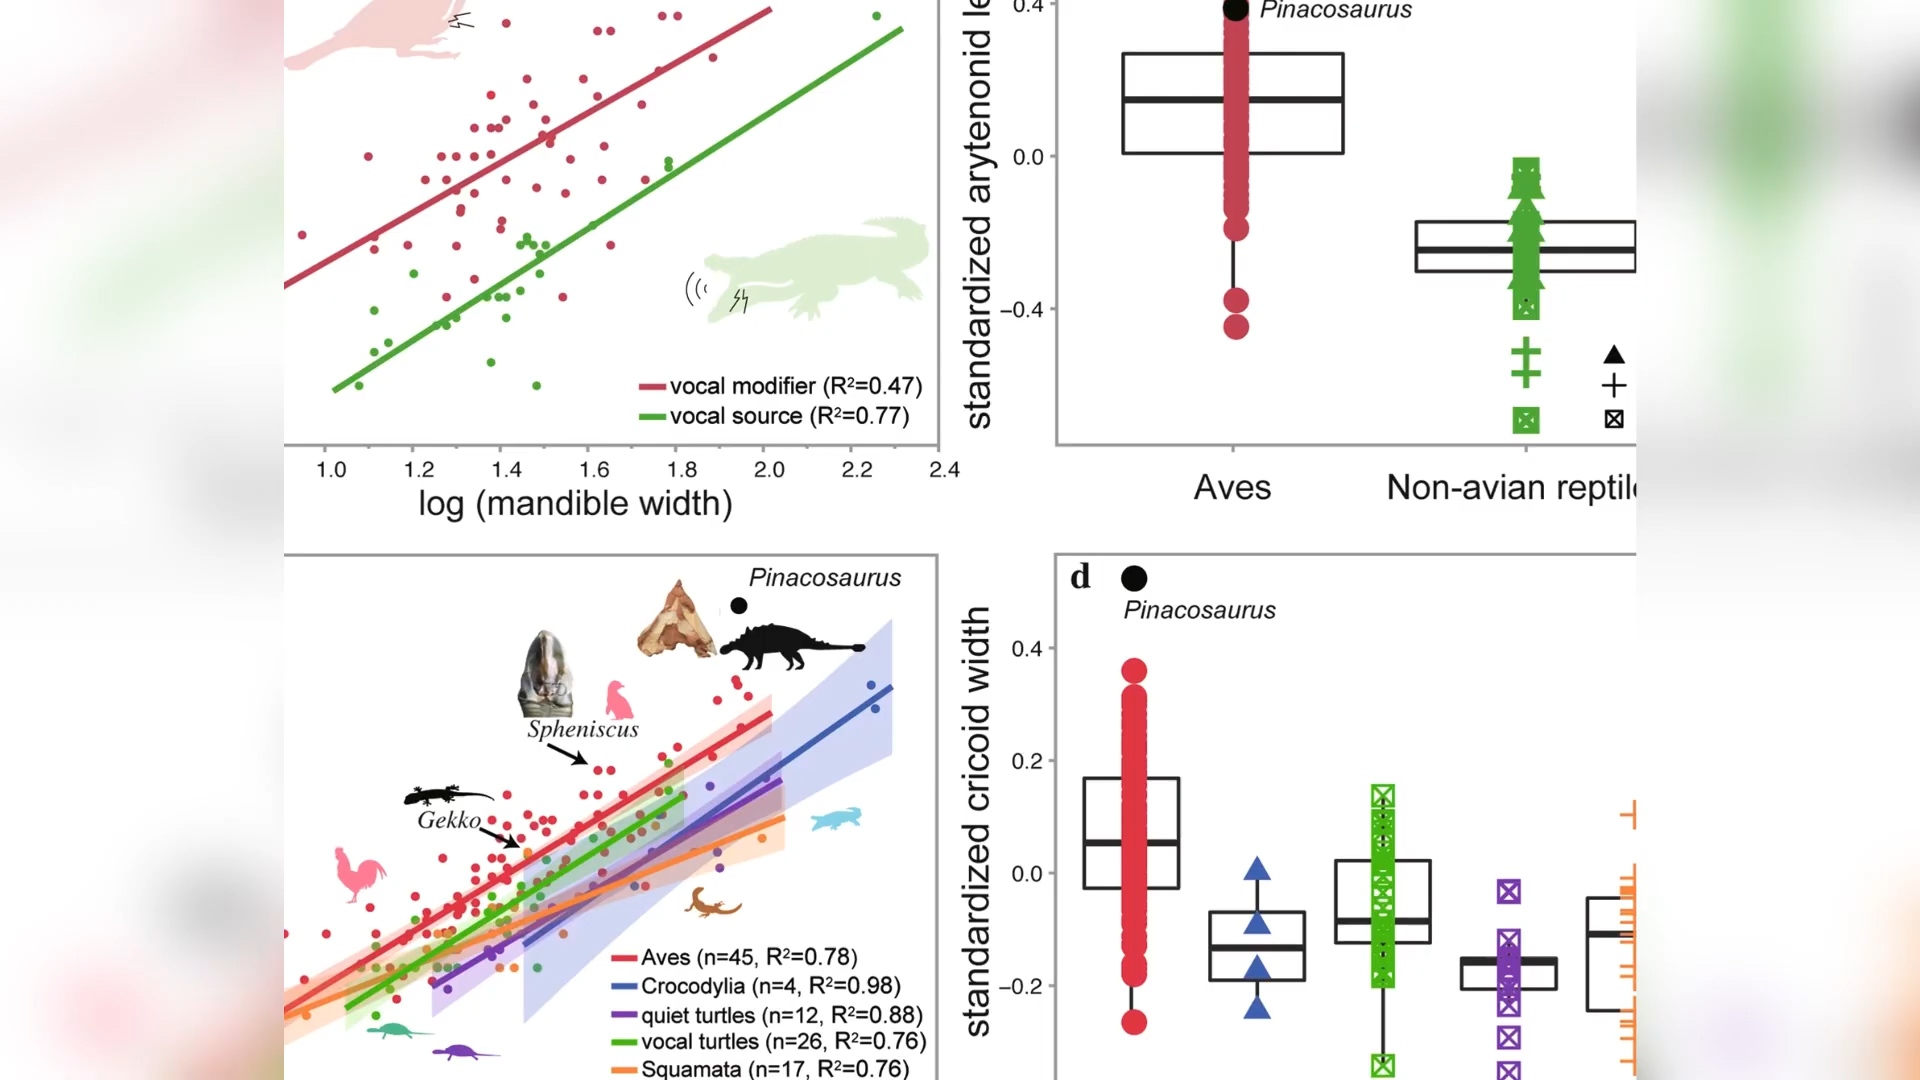 vocal modifier (R²=0.47)
vocal source (R²=0.77)
1.0 1.2 1.4 1.6 1.8 2.0 2.2 2.4
log (mandible width)
0.4
Pinacosaurus
0.0
−0.4
standardized arytenonid
Aves
Pinacosaurus
Spheniscus
Gekko
Aves (n=45, R²=0.78)
Crocodylia (n=4, R²=0.98)
quiet turtles (n=12, R²=0.88)
vocal turtles (n=26, R²=0.76)
Squamata (n=17, R²=0.76)
d
Pinacosaurus
0.4
0.2
0.0
−0.2
standardized cricoid width
Non-avian